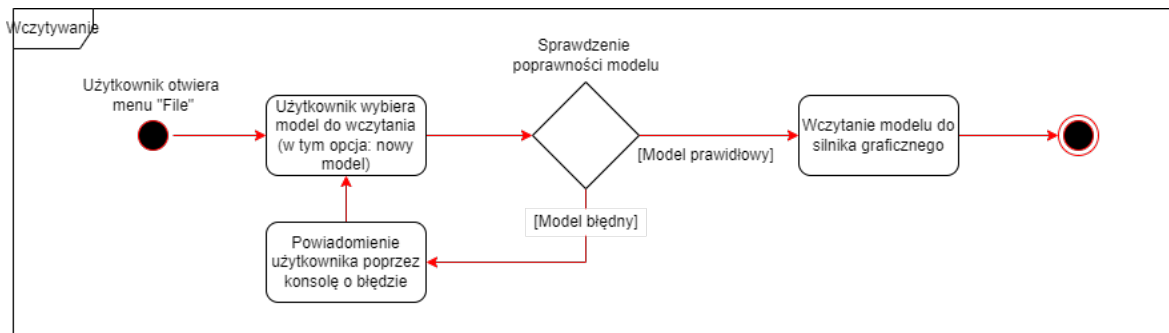 Wczytywanie
Użytkownik otwiera
menu "File"
Użytkownik wybiera
model do wczytania
(w tym opcja: nowy
model)
Sprawdzenie
poprawności modelu
[Model prawidłowy]
Wczytanie modelu do
silnika graficznego
[Model błędny]
Powiadomienie
użytkownika poprzez
konsolę o błędzie